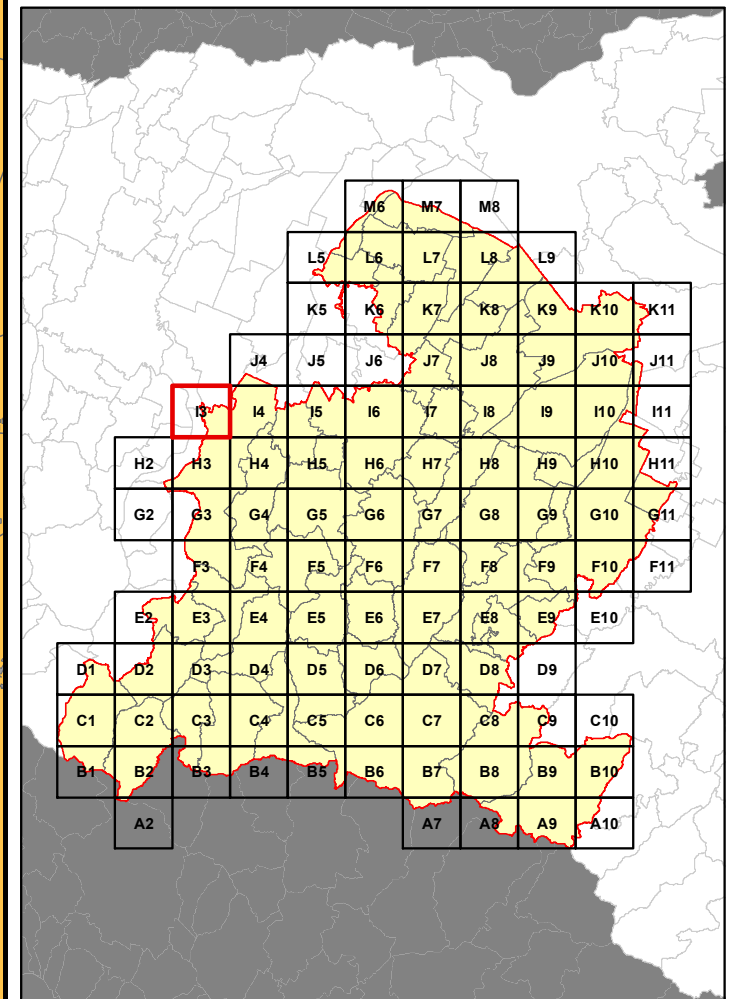 M6 M7 M8
L5 L6 L7 L8 L9
K5 K6 K7 K8 K9 K10 K11
J4 J5 J6 J7 J8 J9 J10 J11
I3 I4 I5 I6 I7 I8 I9 I10 I11
H2 H3 H4 H5 H6 H7 H8 H9 H10 H11
G2 G3 G4 G5 G6 G7 G8 G9 G10 G11
F3 F4 F5 F6 F7 F8 F9 F10 F11
E2 E3 E4 E5 E6 E7 E8 E9 E10
D1 D2 D3 D4 D5 D6 D7 D8 D9
C1 C2 C3 C4 C5 C6 C7 C8 C9 C10
B1 B2 B3 B4 B5 B6 B7 B8 B9 B10
A2 A7 A8 A9 A10